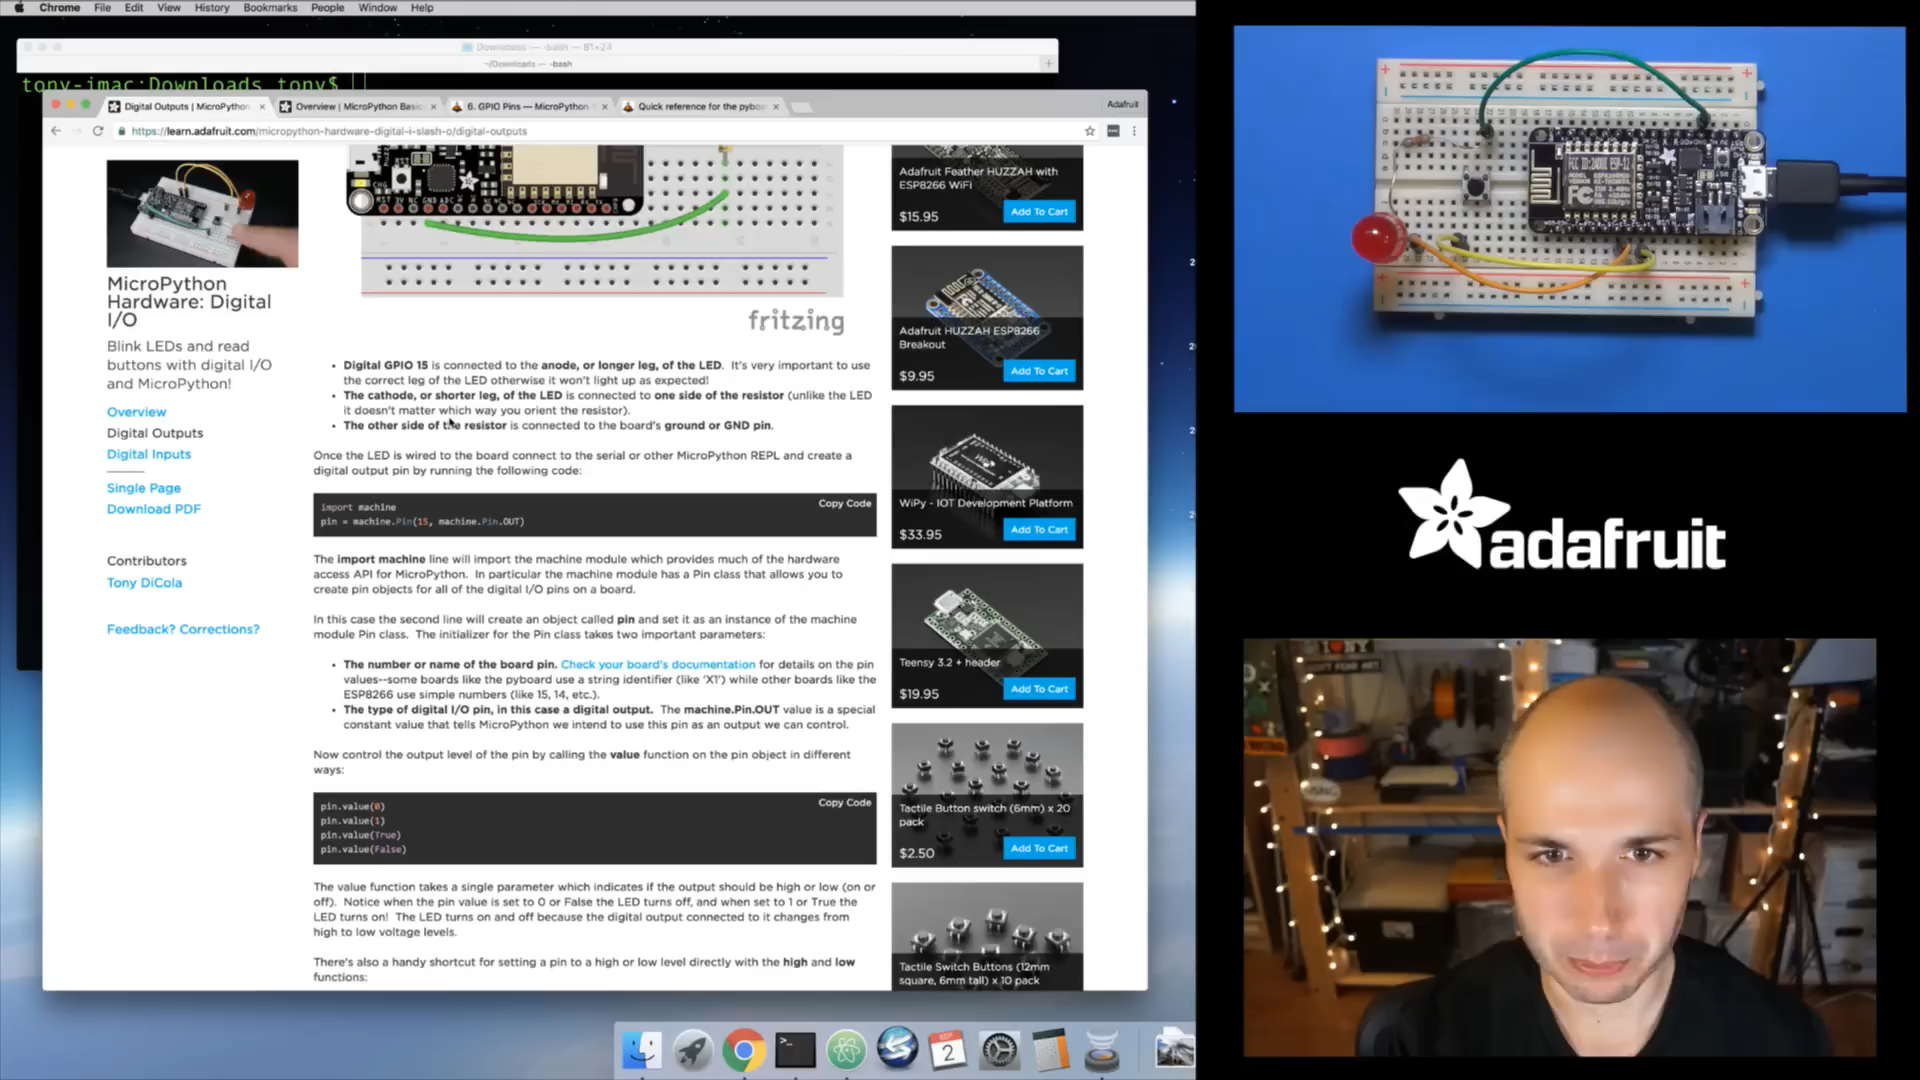 Chrome File Edit View History Bookmarks People Window Help
Downloads — -bash — 81×24
~/Downloads — -bash
tony-imac:Downloads tony$
Digital Outputs | MicroPython
Overview | MicroPython Basic
6. GPIO Pins — MicroPython
Quick reference for the pyboa
Adafruit
https://learn.adafruit.com/micropython-hardware-digital-i-slash-o/digital-outputs
MicroPython
Hardware: Digital
I/O
Blink LEDs and read
buttons with digital I/O
and MicroPython!
Overview
Digital Outputs
Digital Inputs
Single Page
Download PDF
Contributors
Tony DiCola
Feedback? Corrections?
fritzing
Digital GPIO 15 is connected to the anode, or longer leg, of the LED. It's very important to use
the correct leg of the LED otherwise it won't light up as expected!
The cathode, or shorter leg, of the LED is connected to one side of the resistor (unlike the LED
it doesn't matter which way you orient the resistor).
The other side of the resistor is connected to the board's ground or GND pin.
Once the LED is wired to the board connect to the serial or other MicroPython REPL and create a
digital output pin by running the following code:
Copy Code
import machine
pin = machine.Pin(15, machine.Pin.OUT)
The import machine line will import the machine module which provides much of the hardware
access API for MicroPython. In particular the machine module has a Pin class that allows you to
create pin objects for all of the digital I/O pins on a board.
In this case the second line will create an object called pin and set it as an instance of the machine
module Pin class. The initializer for the Pin class takes two important parameters:
The number or name of the board pin. Check your board's documentation for details on the pin
values--some boards like the pyboard use a string identifier (like 'X1') while other boards like the
ESP8266 use simple numbers (like 15, 14, etc.).
The type of digital I/O pin, in this case a digital output. The machine.Pin.OUT value is a special
constant value that tells MicroPython we intend to use this pin as an output we can control.
Now control the output level of the pin by calling the value function on the pin object in different
ways:
Copy Code
pin.value(0)
pin.value(1)
pin.value(True)
pin.value(False)
The value function takes a single parameter which indicates if the output should be high or low (on or
off). Notice when the pin value is set to 0 or False the LED turns off, and when set to 1 or True the
LED turns on! The LED turns on and off because the digital output connected to it changes from
high to low voltage levels.
There's also a handy shortcut for setting a pin to a high or low level directly with the high and low
functions:
Adafruit Feather HUZZAH with
ESP8266 WiFi
$15.95
Add To Cart
Adafruit HUZZAH ESP8266
Breakout
$9.95
Add To Cart
WiPy - IOT Development Platform
$33.95
Add To Cart
Teensy 3.2 + header
$19.95
Add To Cart
Tactile Button switch (6mm) x 20
pack
$2.50
Add To Cart
Tactile Switch Buttons (12mm
square, 6mm tall) x 10 pack
SEP
2
adafruit